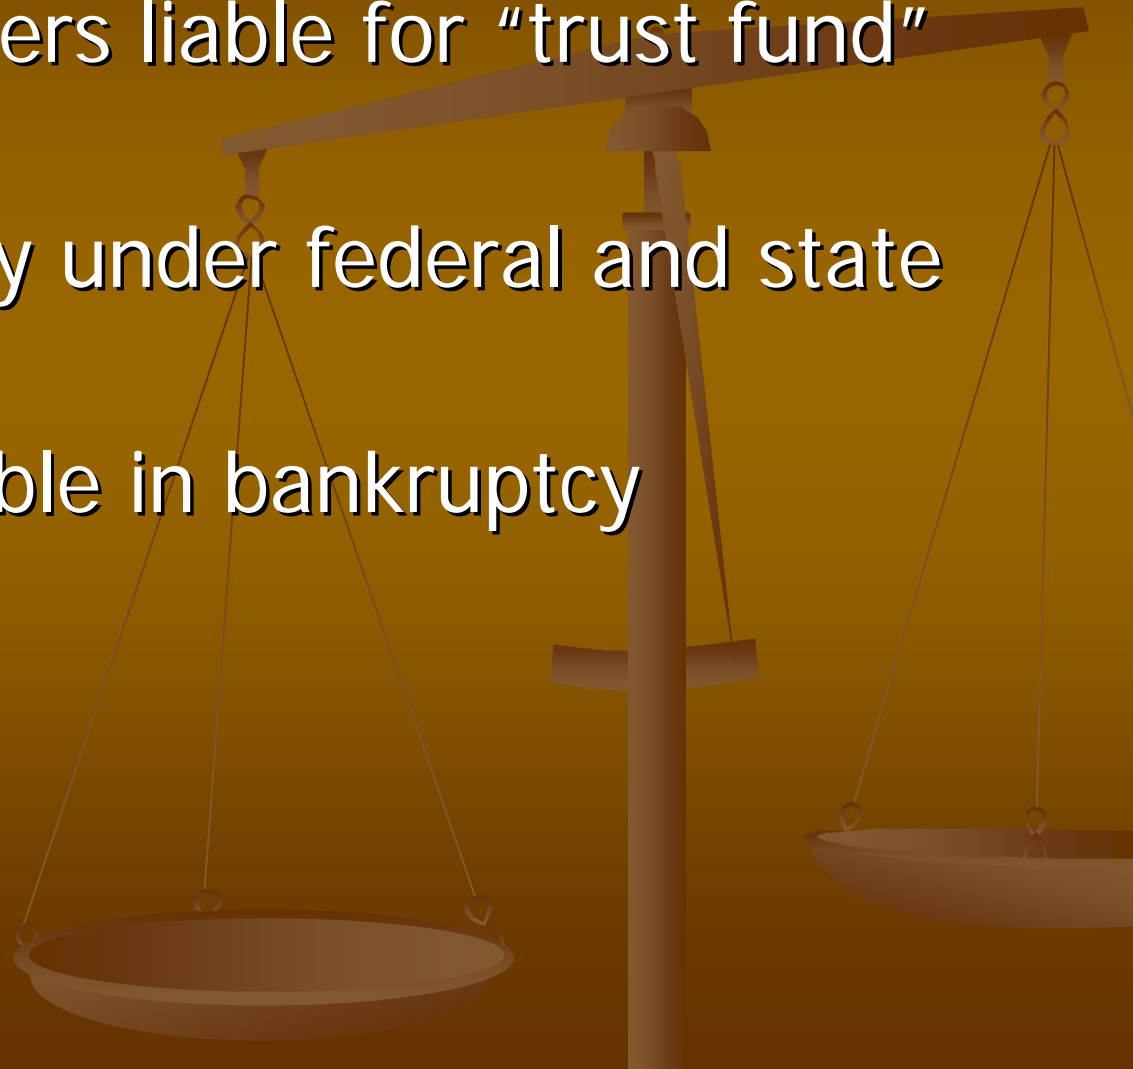 ers liable for “trust fund”
y under federal and state
ble in bankruptcy